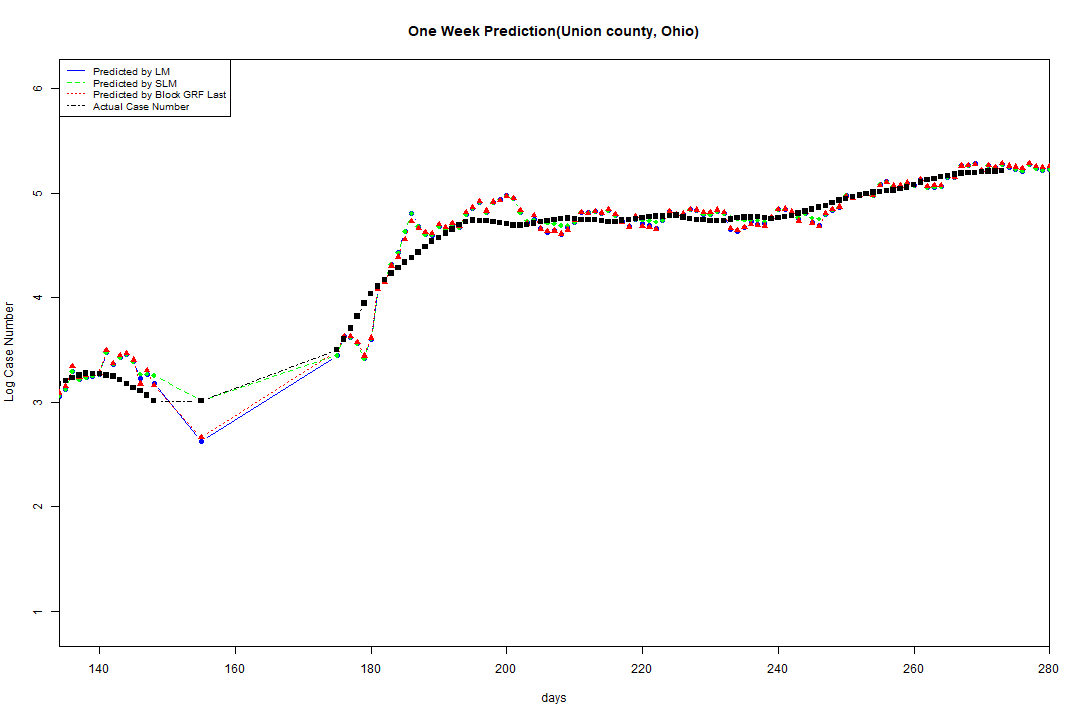 One Week Prediction(Union county, Ohio)
Predicted by LM
Predicted by SLM
Predicted by Block GRF Last
Actual Case Number
6
5
4
3
2
1
Log Case Number
140 160 180 200 220 240 260 280
days